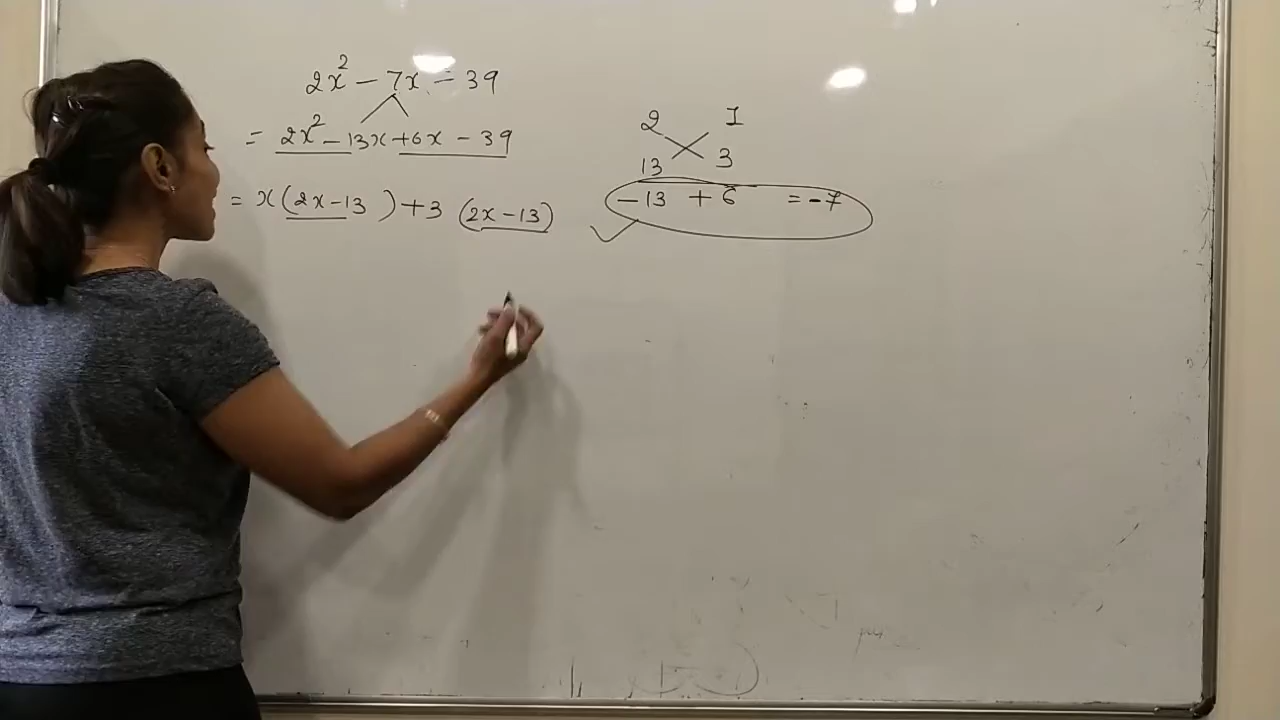 2x² - 7x - 39
= 2x² - 13x + 6x - 39
= x(2x - 13) + 3(2x - 13)
2 1
13 3
-13 + 6 = -7